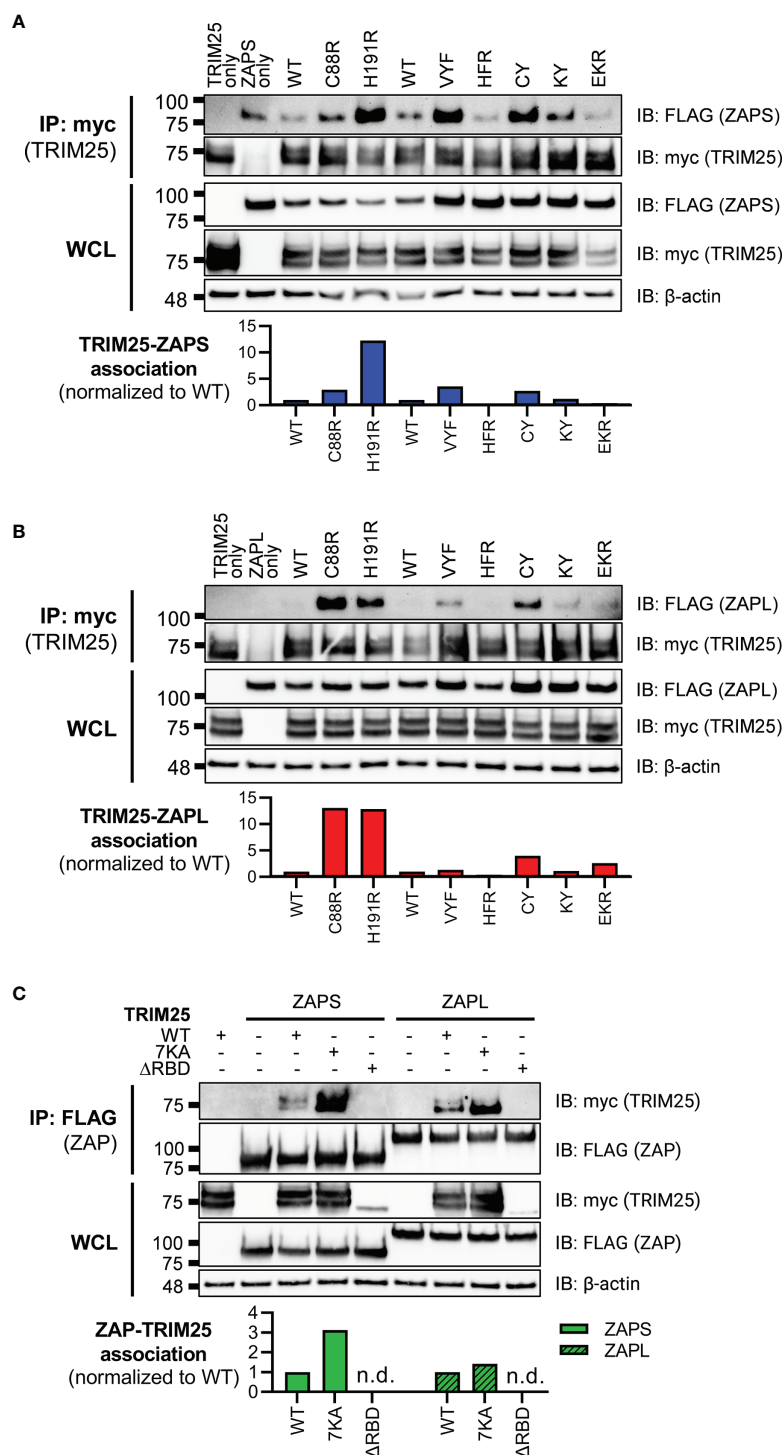 A
TRIM25 only
ZAPS only
WT
C88R
H191R
WT
VYF
HFR
CY
KY
EKR
IP: myc
(TRIM25)
100
75
IB: FLAG (ZAPS)
75
IB: myc (TRIM25)
WCL
100
75
IB: FLAG (ZAPS)
75
IB: myc (TRIM25)
48
IB: β-actin
TRIM25-ZAPS
association
(normalized to WT)
15
10
5
0
WT
C88R
H191R
WT
VYF
HFR
CY
KY
EKR
B
TRIM25 only
ZAPL only
WT
C88R
H191R
WT
VYF
HFR
CY
KY
EKR
IP: myc
(TRIM25)
100
IB: FLAG (ZAPL)
75
IB: myc (TRIM25)
WCL
100
IB: FLAG (ZAPL)
75
IB: myc (TRIM25)
48
IB: β-actin
TRIM25-ZAPL
association
(normalized to WT)
15
10
5
0
WT
C88R
H191R
WT
VYF
HFR
CY
KY
EKR
C
ZAPS ZAPL
TRIM25
WT + - + - - - + - -
7KA - - - + - - - + -
ΔRBD - - - - + - - - +
IP: FLAG
(ZAP)
75
IB: myc (TRIM25)
100
75
IB: FLAG (ZAP)
WCL
75
IB: myc (TRIM25)
100
75
IB: FLAG (ZAP)
48
IB: β-actin
ZAP-TRIM25
association
(normalized to WT)
4
3
2
1
0
n.d. n.d.
ZAPS
ZAPL
WT
7KA
ΔRBD
WT
7KA
ΔRBD